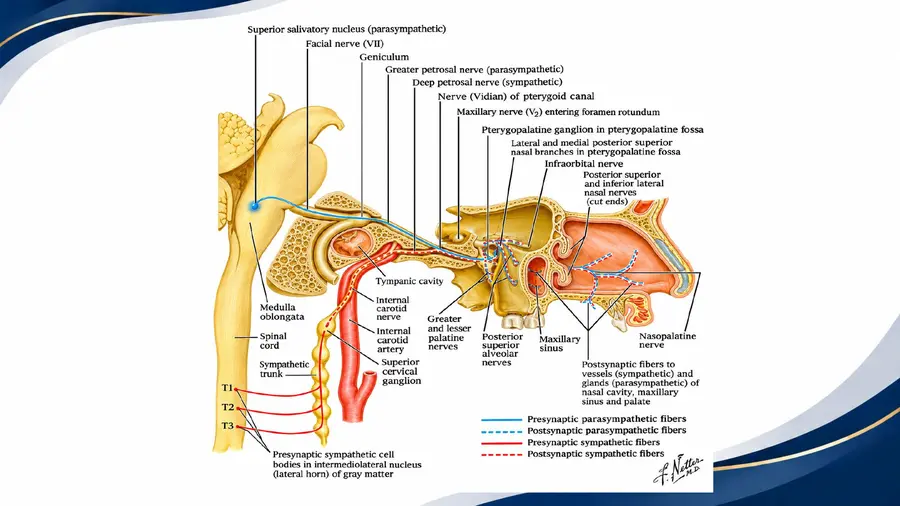 Superior salivatory nucleus (parasympathetic)
Facial nerve (VII)
Geniculum
Greater petrosal nerve (parasympathetic)
Deep petrosal nerve (sympathetic)
Nerve (Vidian) of pterygoid canal
Maxillary nerve (V2) entering foramen rotundum
Pterygopalatine ganglion in pterygopalatine fossa
Lateral and medial posterior superior
nasal branches in pterygopalatine fossa
Infraorbital nerve
Posterior superior
and inferior lateral
nasal nerves
(cut ends)
Tympanic cavity
Medulla
oblongata
Internal
carotid
nerve
Spinal
cord
Internal
carotid
artery
Sympathetic
trunk
Superior
cervical
ganglion
Greater
and lesser
palatine
nerves
Posterior
superior
alveolar
nerves
Maxillary
sinus
Nasopalatine
nerve
Postsynaptic fibers to
vessels (sympathetic) and
glands (parasympathetic) of
nasal cavity, maxillary
sinus and palate
T1
T2
T3
Presynaptic sympathetic cell
bodies in intermediolateral nucleus
(lateral horn) of gray matter
Presynaptic parasympathetic fibers
Postsynaptic parasympathetic fibers
Presynaptic sympathetic fibers
Postsynaptic sympathetic fibers
F. Netter
M.D.